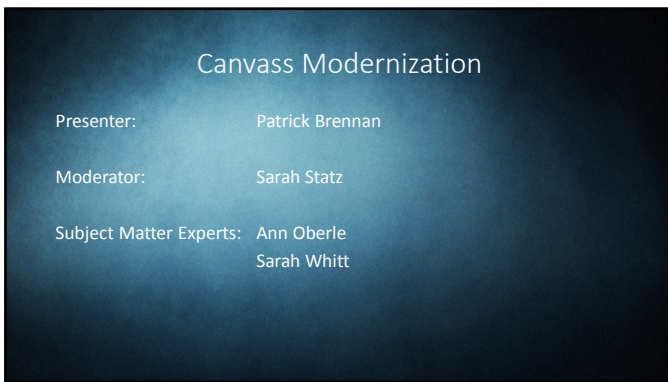 Canvass Modernization
Presenter: Patrick Brennan
Moderator: Sarah Statz
Subject Matter Experts: Ann Oberle
Sarah Whitt